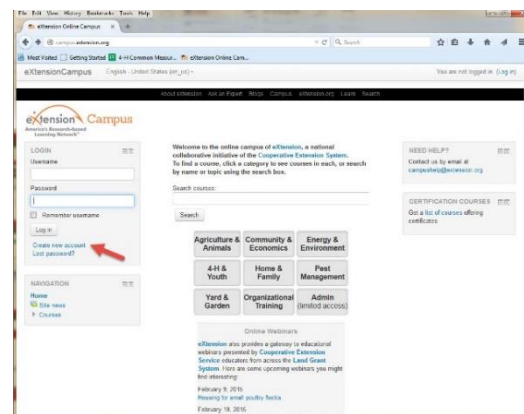 File Edit View History Bookmarks Tools Help
eXtension Online Campus
campus.extension.org
Search
Most Visited Getting Started 4-H Common Measur... eXtension Online Cam...
eXtensionCampus English - United States (en_us)
You are not logged in. (Log in)
About eXtension Ask an Expert Blogs Campus eXtension.org Learn Search
eXtension Campus
America's Research-based
Learning Network
LOGIN
Username
Password
Remember username
Log in
Create new account
Lost password?
NAVIGATION
Home
Site news
Courses
Welcome to the online campus of eXtension, a national
collaborative initiative of the Cooperative Extension System.
To find a course, click a category to see courses in each, or search
by name or topic using the search box.
Search courses:
Search
Agriculture & Animals
Community & Economics
Energy & Environment
4-H & Youth
Home & Family
Pest Management
Yard & Garden
Organizational Training
Admin (limited access)
Online Webinars
eXtension also provides a gateway to educational
webinars presented by Cooperative Extension
Service educators from across the Land Grant
System. Here are some upcoming webinars you might
find interesting:
February 9, 2015
Housing for small poultry flocks
February 18, 2015
NEED HELP?
Contact us by email at
campushelp@extension.org
CERTIFICATION COURSES
Get a list of courses offering
certificates